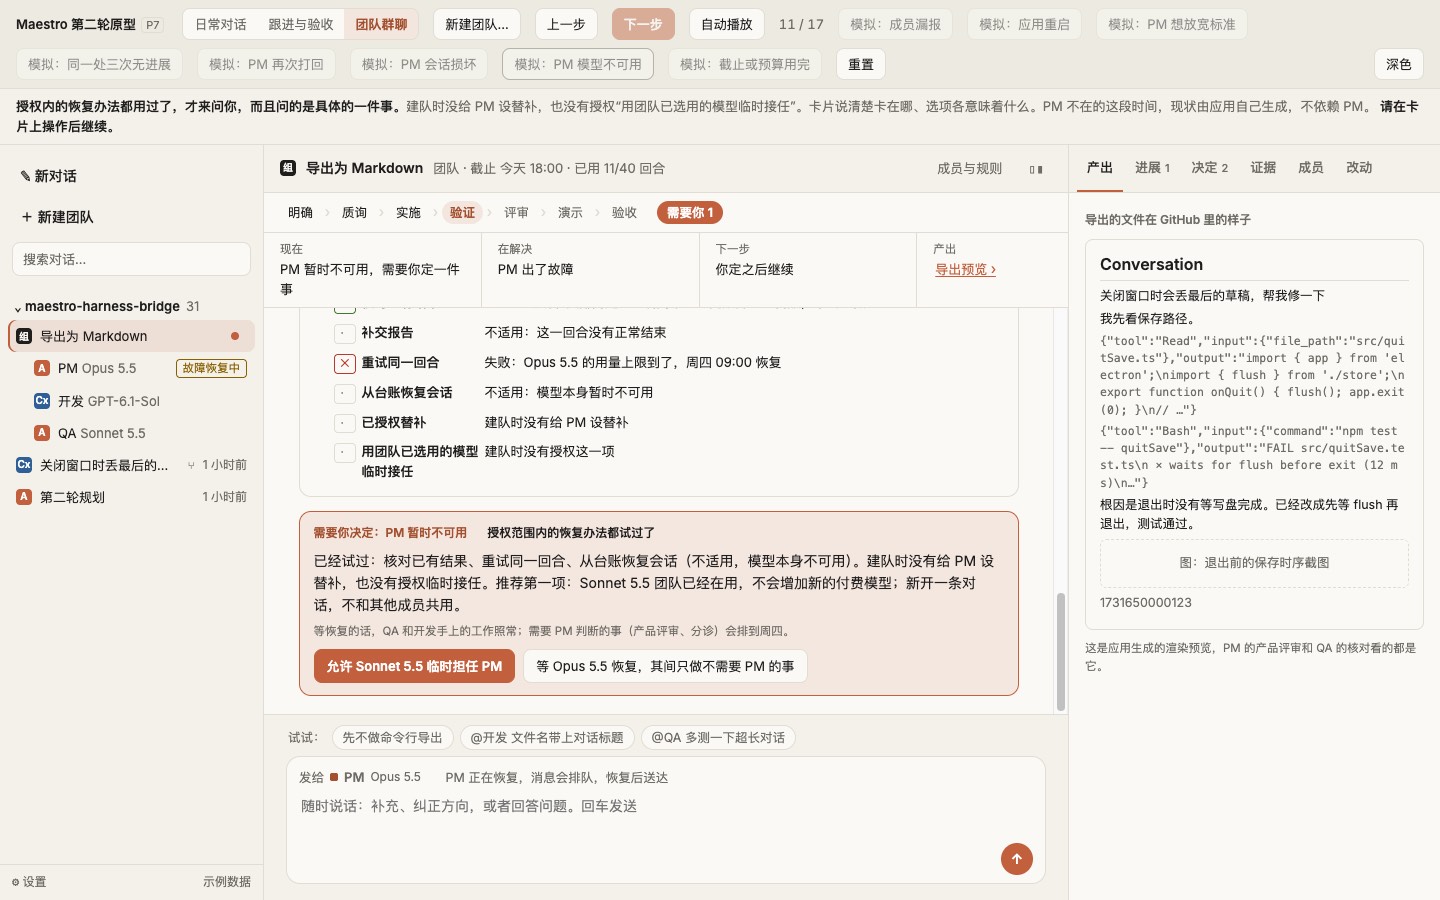 Maestro 第二轮原型 P7 日常对话 跟进与验收 团队群聊 新建团队... 上一步 下一步 自动播放 11 / 17 模拟：成员漏报 模拟：应用重启 模拟：PM 想放宽标准
模拟：同一处三次无进展 模拟：PM 再次打回 模拟：PM 会话损坏 模拟：PM 模型不可用 模拟：截止或预算用完 重置 深色
授权内的恢复办法都用过了，才来问你，而且问的是具体的一件事。建队时没给 PM 设替补，也没有授权“用团队已选用的模型临时接任”。卡片说清楚卡在哪、选项各意味着什么。PM 不在的这段时间，现状由应用自己生成，不依赖 PM。 请在卡
片上操作后继续。
✎ 新对话
+ 新建团队
搜索对话...
maestro-harness-bridge 31
组 导出为 Markdown
A PM Opus 5.5 故障恢复中
Cx 开发 GPT-6.1-Sol
A QA Sonnet 5.5
Cx 关闭窗口时丢最后的... 1 小时前
A 第二轮规划 1 小时前
⚙ 设置 示例数据
组 导出为 Markdown 团队 · 截止 今天 18:00 · 已用 11/40 回合 成员与规则
明确 › 质询 › 实施 › 验证 › 评审 › 演示 › 验收 需要你 1
现在
PM 暂时不可用，需要你定一件
事
在解决
PM 出了故障
下一步
你定之后继续
产出
导出预览 ›
· 补交报告 不适用：这一回合没有正常结束
× 重试同一回合 失败：Opus 5.5 的用量上限到了，周四 09:00 恢复
· 从台账恢复会话 不适用：模型本身暂时不可用
· 已授权替补 建队时没有给 PM 设替补
· 用团队已选用的模型 建队时没有授权这一项
临时接任
需要你决定：PM 暂时不可用 授权范围内的恢复办法都试过了
已经试过：核对已有结果、重试同一回合、从台账恢复会话（不适用，模型本身不可用）。建队时没有给 PM 设
替补，也没有授权临时接任。推荐第一项：Sonnet 5.5 团队已经在用，不会增加新的付费模型；新开一条对
话，不和其他成员共用。
等恢复的话，QA 和开发手上的工作照常；需要 PM 判断的事（产品评审、分诊）会排到周四。
允许 Sonnet 5.5 临时担任 PM 等 Opus 5.5 恢复，其间只做不需要 PM 的事
试试： 先不做命令行导出 @开发 文件名带上对话标题 @QA 多测一下超长对话
发给 PM Opus 5.5 PM 正在恢复，消息会排队，恢复后送达
随时说话：补充、纠正方向，或者回答问题。回车发送
产出 进展 1 决定 2 证据 成员 改动
导出的文件在 GitHub 里的样子
Conversation
关闭窗口时会丢最后的草稿，帮我修一下
我先看保存路径。
{"tool":"Read","input":{"file_path":"src/qui
tSave.ts"},"output":"import { app } from 'el
ectron';\nimport { flush } from './store';\n
export function onQuit() { flush(); app.exit
(0); }\n// …"}
{"tool":"Bash","input":{"command":"npm test
-- quitSave"},"output":"FAIL src/quitSave.te
st.ts\n × waits for flush before exit (12 m
s)\n…"}
根因是退出时没有等写盘完成。已经改成先等 flush 再
退出，测试通过。
图：退出前的保存时序截图
1731650000123
这是应用生成的渲染预览，PM 的产品评审和 QA 的核对看的都是
它。